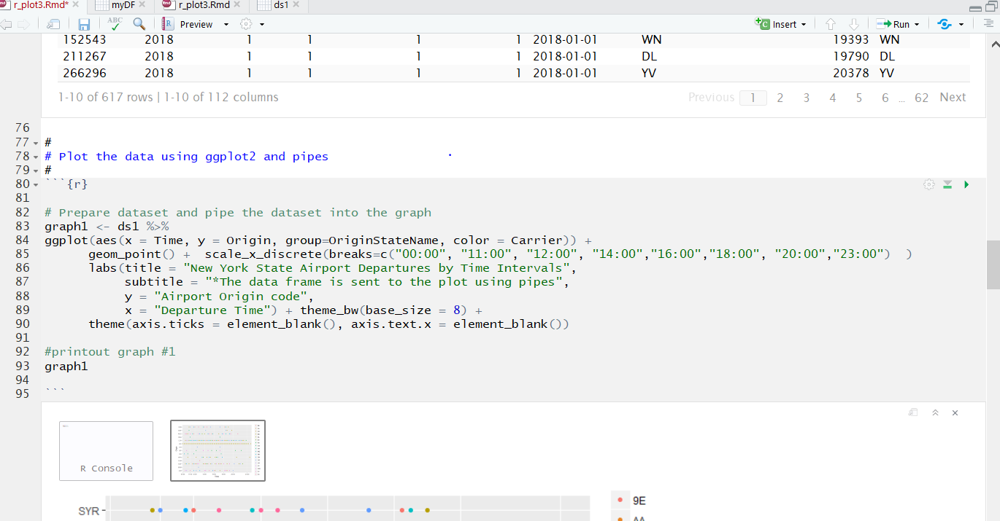 r_plot3.Rmd* myDF r_plot3.Rmd ds1
ABC Preview Insert Run
152543 2018 1 1 1 1 2018-01-01 WN 19393 WN
211267 2018 1 1 1 1 2018-01-01 DL 19790 DL
266296 2018 1 1 1 1 2018-01-01 YV 20378 YV
1-10 of 617 rows | 1-10 of 112 columns Previous 1 2 3 4 5 6 ... 62 Next
76
77 #
78 # Plot the data using ggplot2 and pipes
79 #
80 ```{r}
81
82 # Prepare dataset and pipe the dataset into the graph
83 graph1 <- ds1 %>%
84 ggplot(aes(x = Time, y = Origin, group=OriginStateName, color = Carrier)) +
85 geom_point() + scale_x_discrete(breaks=c("00:00", "11:00", "12:00", "14:00","16:00","18:00", "20:00","23:00") )
86 labs(title = "New York State Airport Departures by Time Intervals",
87 subtitle = "*The data frame is sent to the plot using pipes",
88 y = "Airport Origin code",
89 x = "Departure Time") + theme_bw(base_size = 8) +
90 theme(axis.ticks = element_blank(), axis.text.x = element_blank())
91
92 #printout graph #1
93 graph1
94
95 ```
R Console
SYR 9E
AA